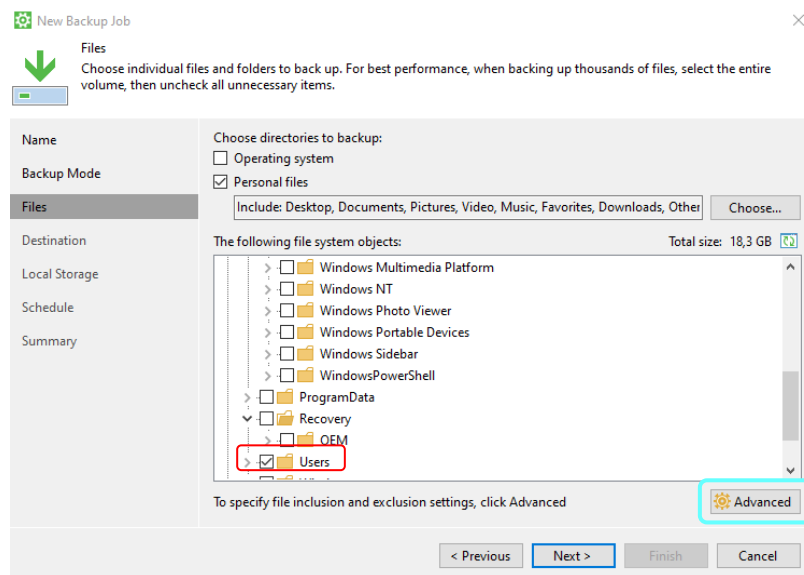 New Backup Job
Files
Choose individual files and folders to back up. For best performance, when backing up thousands of files, select the entire
volume, then uncheck all unnecessary items.
Name
Backup Mode
Files
Destination
Local Storage
Schedule
Summary
Choose directories to backup:
Operating system
Personal files
Include: Desktop, Documents, Pictures, Video, Music, Favorites, Downloads, Other
Choose...
The following file system objects:
Total size: 18,3 GB
Windows Multimedia Platform
Windows NT
Windows Photo Viewer
Windows Portable Devices
Windows Sidebar
WindowsPowerShell
ProgramData
Recovery
OEM
Users
To specify file inclusion and exclusion settings, click Advanced
Advanced
< Previous
Next >
Finish
Cancel